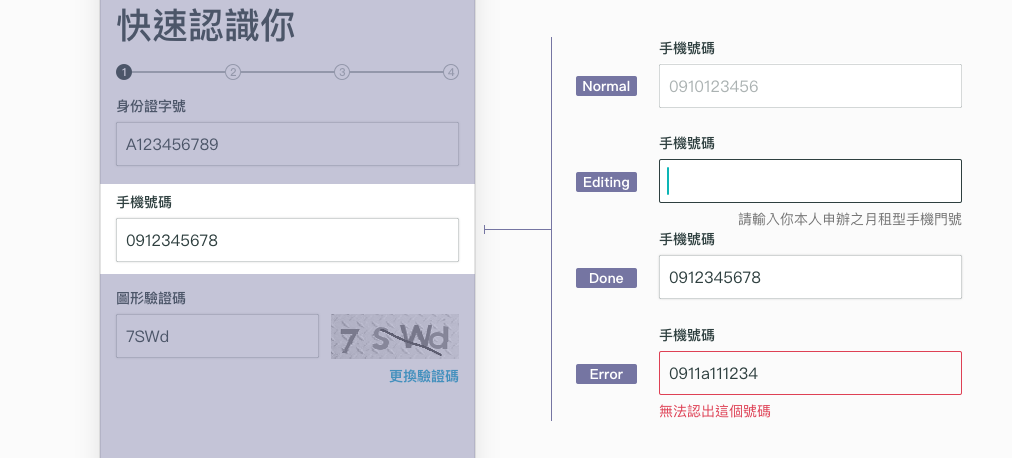 快速認識你
1 2 3 4
身份證字號
A123456789
手機號碼
0912345678
圖形驗證碼
7SWd
7SWd
更換驗證碼
手機號碼
Normal
0910123456
手機號碼
Editing
請輸入你本人申辦之月租型手機門號
手機號碼
Done
0912345678
手機號碼
Error
0911a111234
無法認出這個號碼